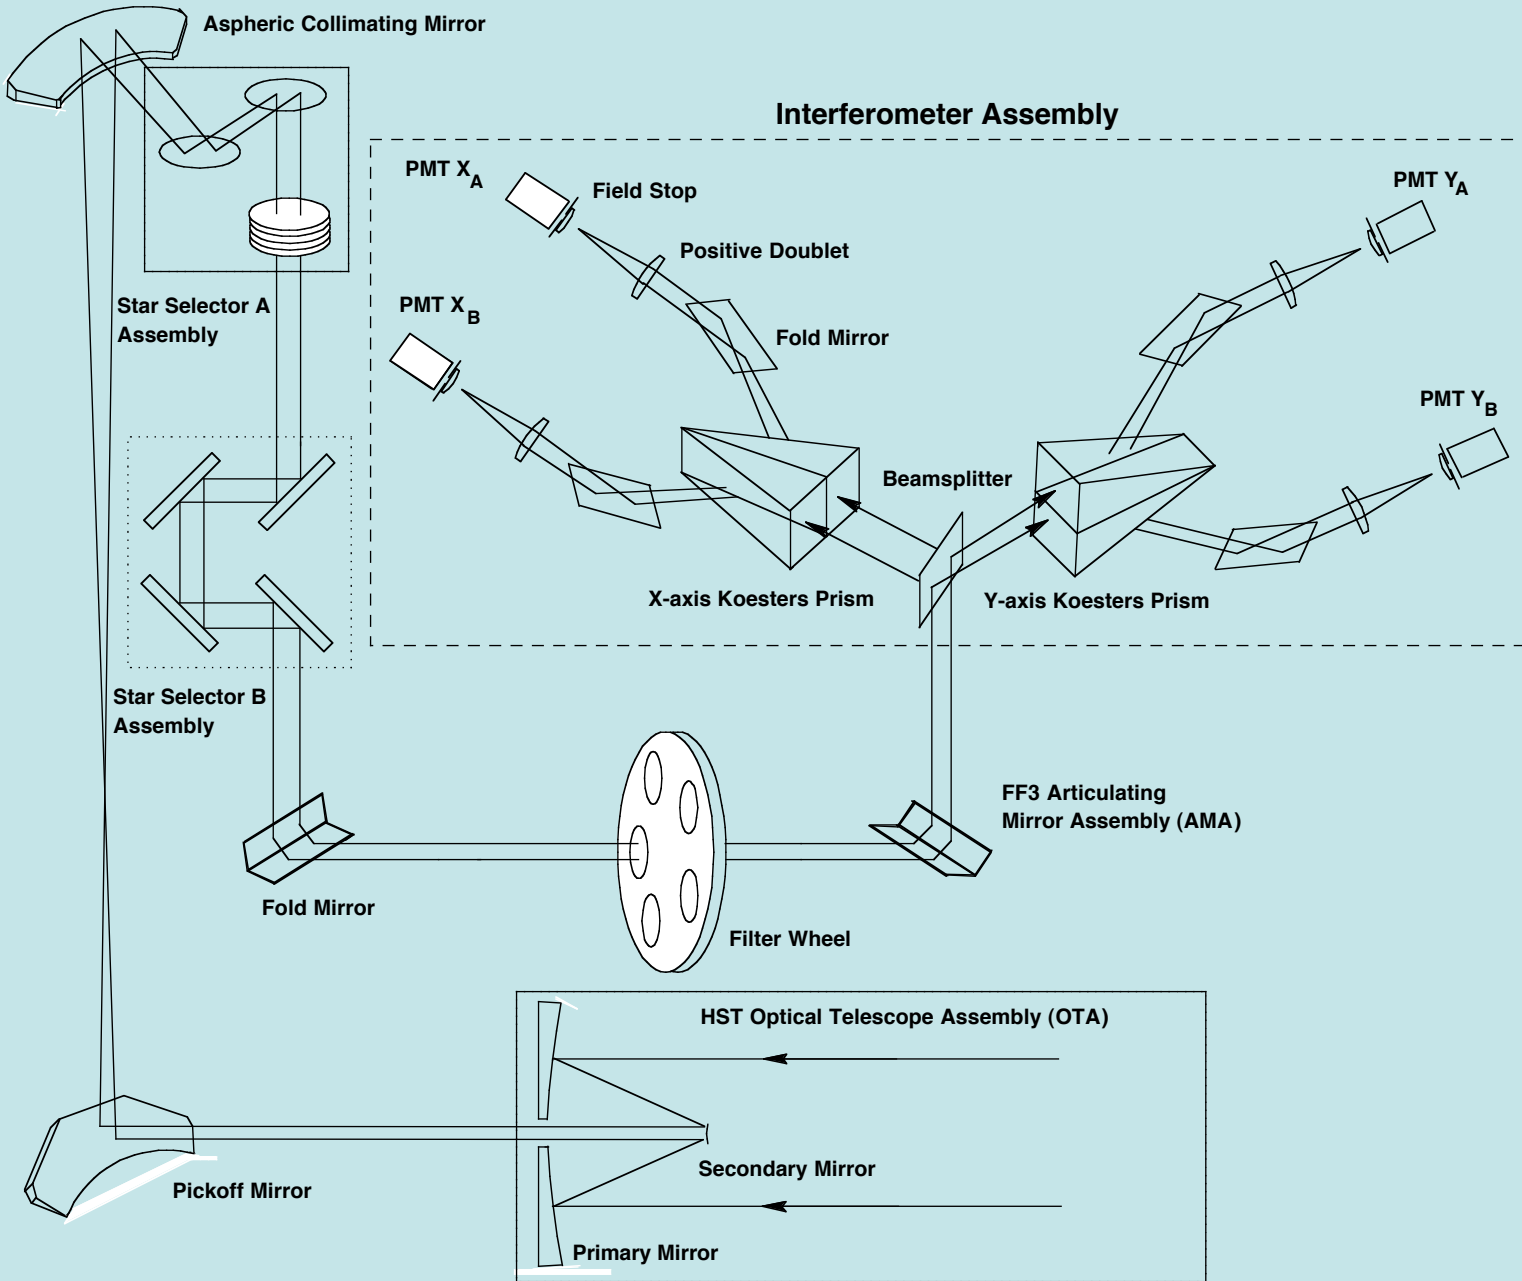 Aspheric Collimating Mirror
Interferometer Assembly
PMT XA
Field Stop
PMT YA
Positive Doublet
Star Selector A
Assembly
PMT XB
Fold Mirror
PMT YB
Beamsplitter
X-axis Koesters Prism
Y-axis Koesters Prism
Star Selector B
Assembly
FF3 Articulating
Mirror Assembly (AMA)
Fold Mirror
Filter Wheel
HST Optical Telescope Assembly (OTA)
Secondary Mirror
Pickoff Mirror
Primary Mirror